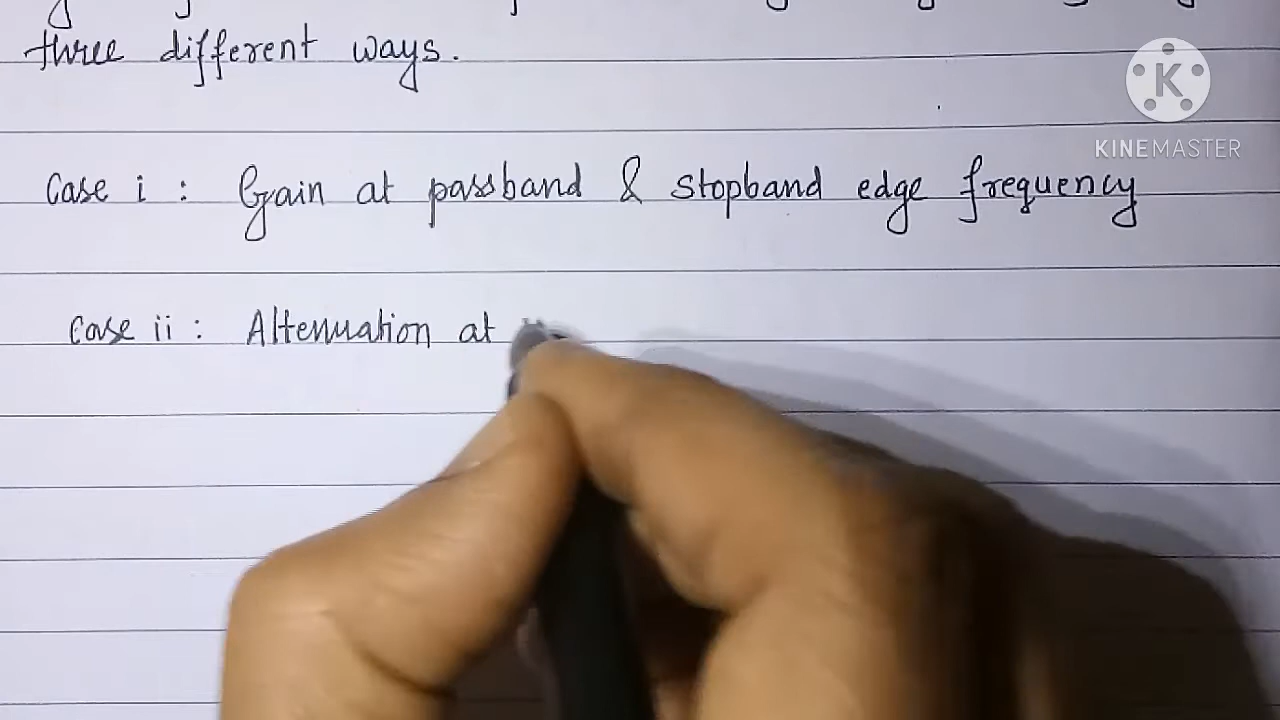 three different ways.
K
KINEMASTER
Case i : Gain at passband & stopband edge frequency
Case ii : Attenuation at